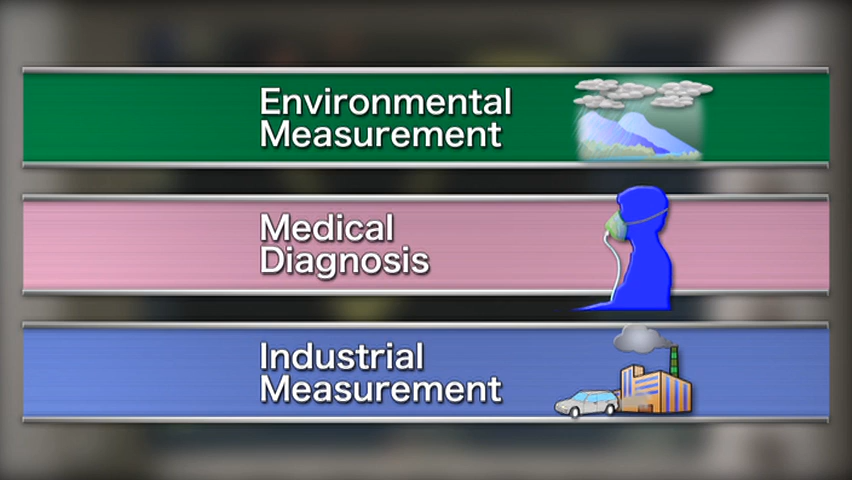 Environmental
Measurement
Medical
Diagnosis
Industrial
Measurement